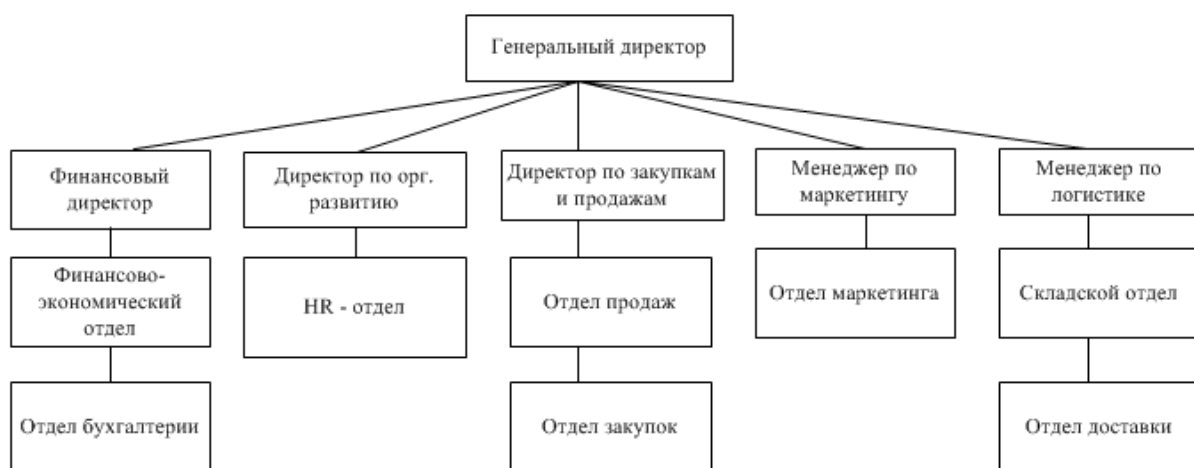 Генеральный директор
Финансовый
директор
Директор по орг.
развитию
Директор по закупкам
и продажам
Менеджер по
маркетингу
Менеджер по
логистике
Финансово-
экономический
отдел
HR - отдел
Отдел продаж
Отдел маркетинга
Складской отдел
Отдел бухгалтерии
Отдел закупок
Отдел доставки